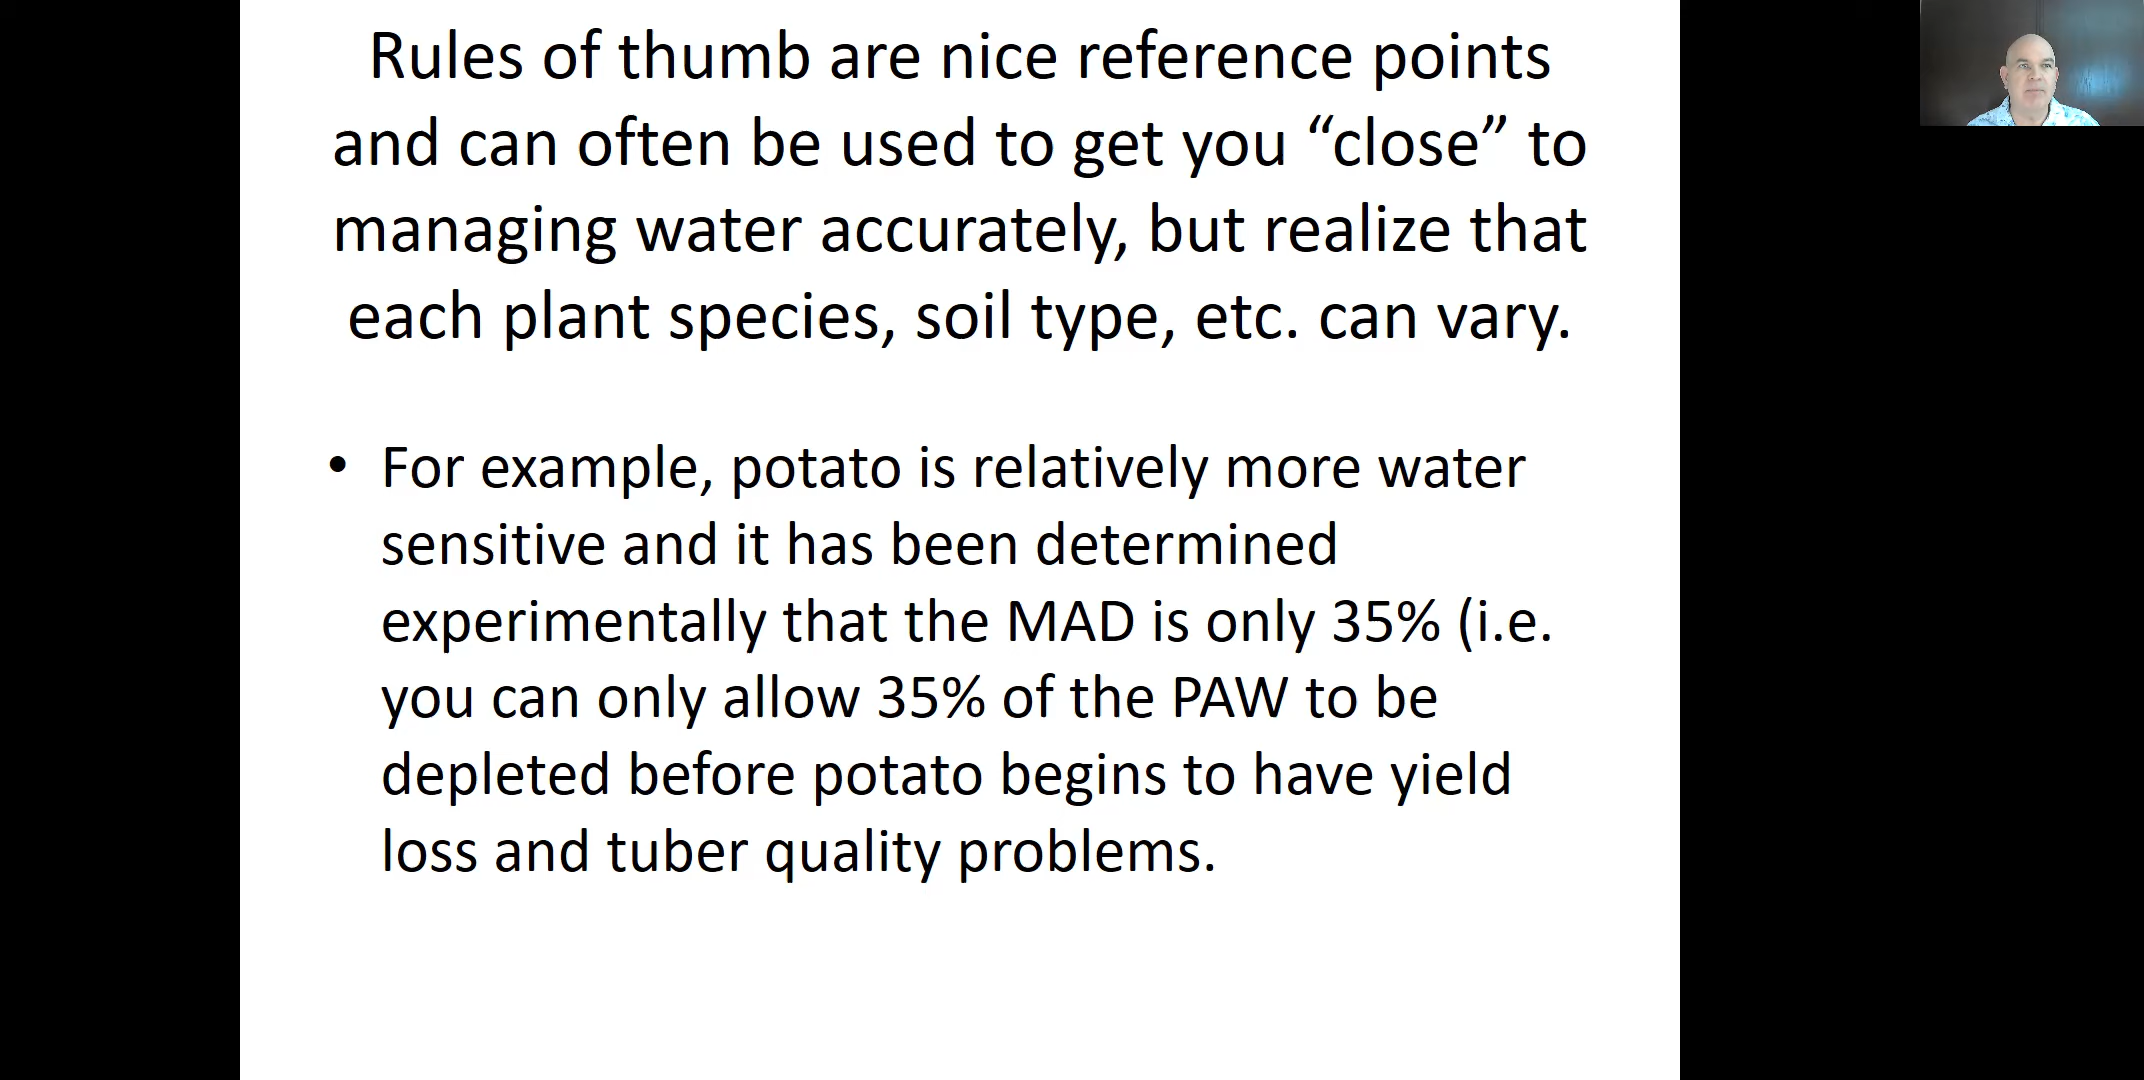 Rules of thumb are nice reference points
and can often be used to get you “close” to
managing water accurately, but realize that
each plant species, soil type, etc. can vary.
• For example, potato is relatively more water
sensitive and it has been determined
experimentally that the MAD is only 35% (i.e.
you can only allow 35% of the PAW to be
depleted before potato begins to have yield
loss and tuber quality problems.